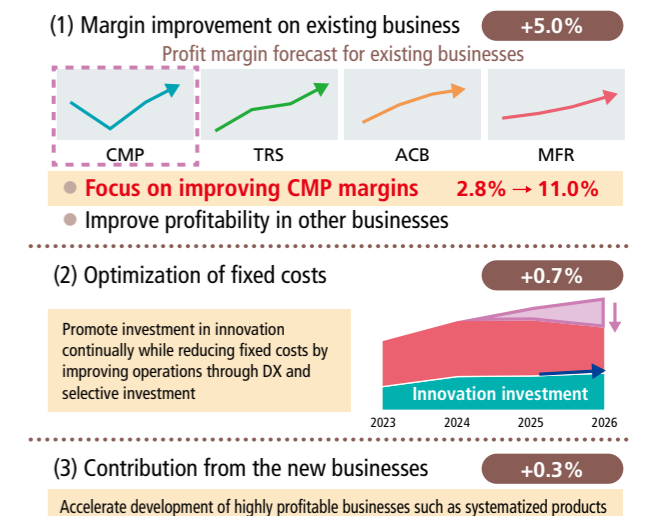 (1) Margin improvement on existing business +5.0%
Profit margin forecast for existing businesses
CMP TRS ACB MFR
● Focus on improving CMP margins 2.8% → 11.0%
● Improve profitability in other businesses
(2) Optimization of fixed costs +0.7%
Promote investment in innovation
continually while reducing fixed costs by
improving operations through DX and
selective investment
Innovation investment
2023 2024 2025 2026
(3) Contribution from the new businesses +0.3%
Accelerate development of highly profitable businesses such as systematized products